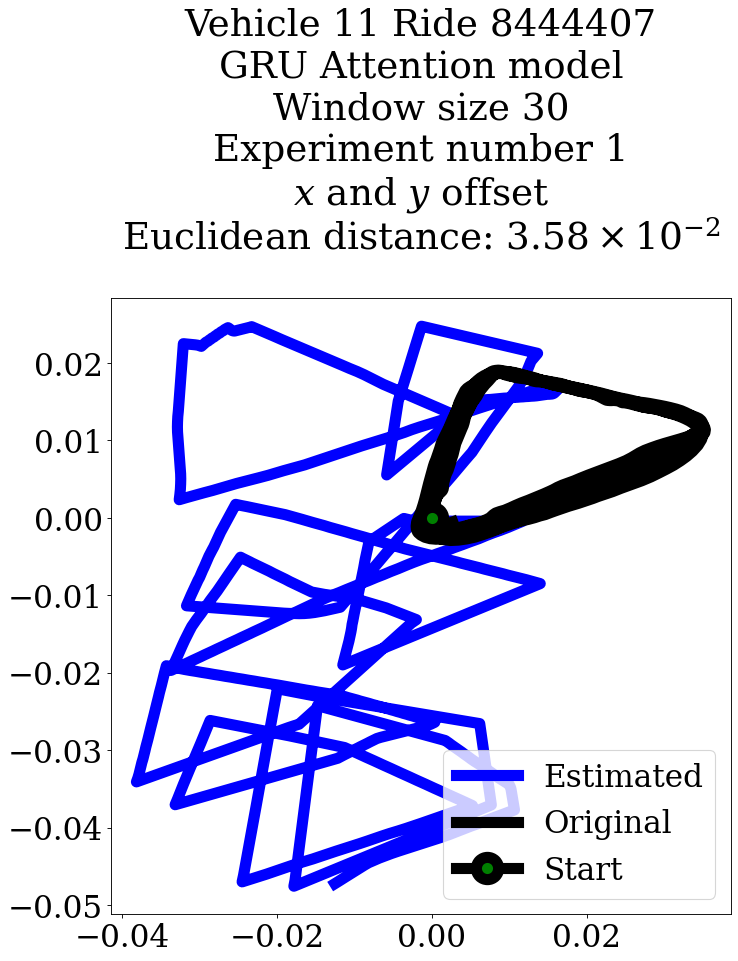 Vehicle 11 Ride 8444407
GRU Attention model
Window size 30
Experiment number 1
x and y offset
Euclidean distance: 3.58 × 10⁻²
0.02
0.01
0.00
−0.01
−0.02
−0.03
−0.04
−0.05
Estimated
Original
Start
−0.04
−0.02
0.00
0.02